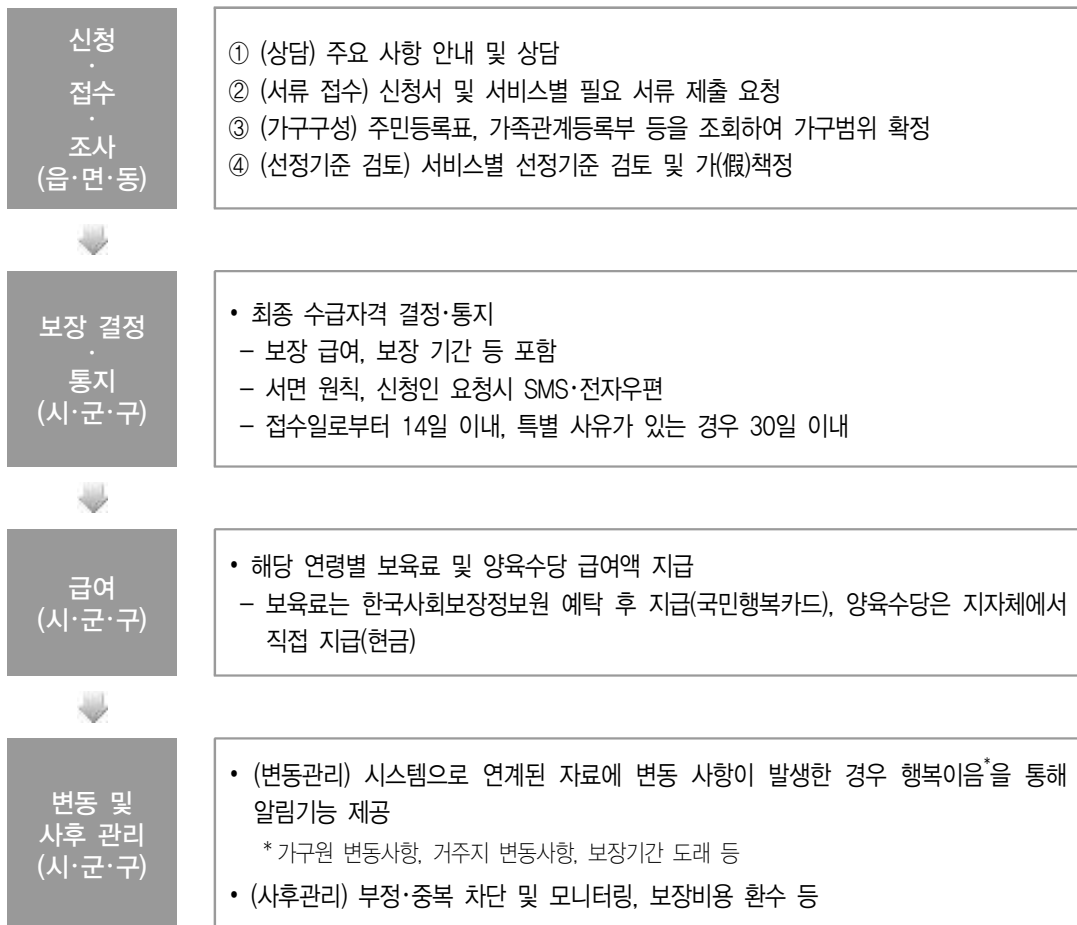 신청
·
접수
·
조사
(읍·면·동)
① (상담) 주요 사항 안내 및 상담
② (서류 접수) 신청서 및 서비스별 필요 서류 제출 요청
③ (가구구성) 주민등록표, 가족관계등록부 등을 조회하여 가구범위 확정
④ (선정기준 검토) 서비스별 선정기준 검토 및 가(假)책정
보장 결정
·
통지
(시·군·구)
• 최종 수급자격 결정·통지
– 보장 급여, 보장 기간 등 포함
– 서면 원칙, 신청인 요청시 SMS·전자우편
– 접수일로부터 14일 이내, 특별 사유가 있는 경우 30일 이내
급여
(시·군·구)
• 해당 연령별 보육료 및 양육수당 급여액 지급
– 보육료는 한국사회보장정보원 예탁 후 지급(국민행복카드), 양육수당은 지자체에서
직접 지급(현금)
변동 및
사후 관리
(시·군·구)
• (변동관리) 시스템으로 연계된 자료에 변동 사항이 발생한 경우 행복이음*을 통해
알림기능 제공
* 가구원 변동사항, 거주지 변동사항, 보장기간 도래 등
• (사후관리) 부정·중복 차단 및 모니터링, 보장비용 환수 등